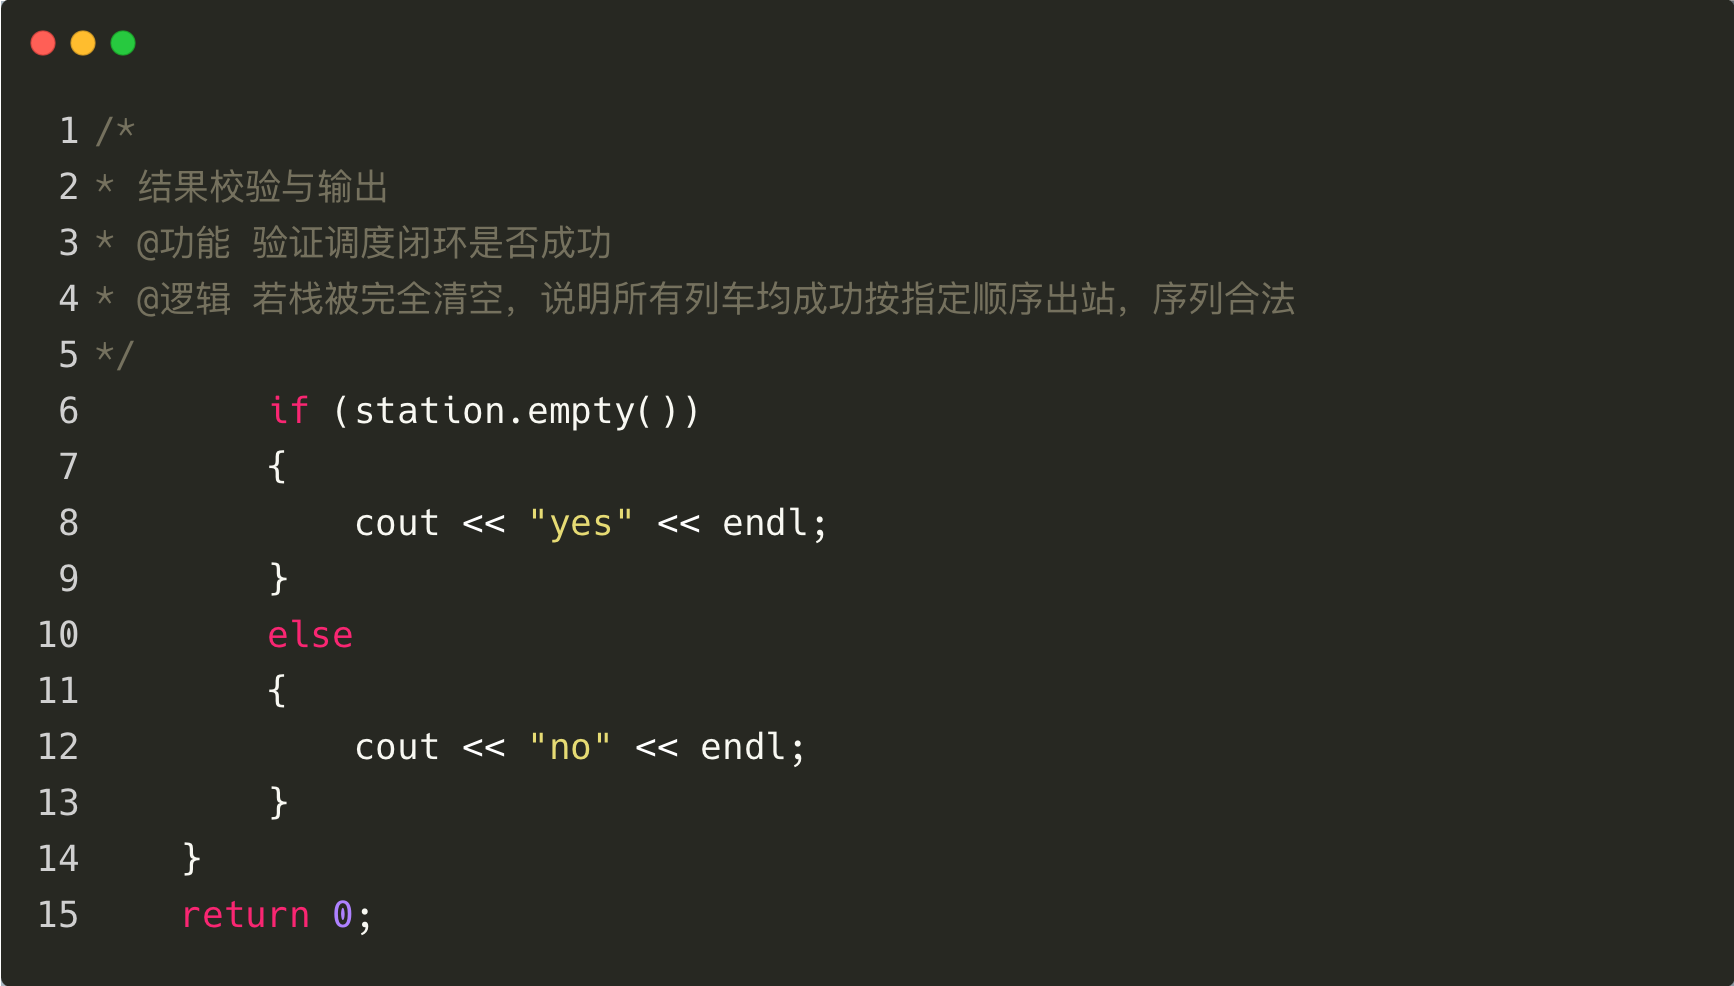 1 /*
2 * 结果校验与输出
3 * @功能 验证调度闭环是否成功
4 * @逻辑 若栈被完全清空，说明所有列车均成功按指定顺序出站，序列合法
5 */
6         if (station.empty())
7         {
8             cout << "yes" << endl;
9         }
10         else
11         {
12             cout << "no" << endl;
13         }
14     }
15     return 0;